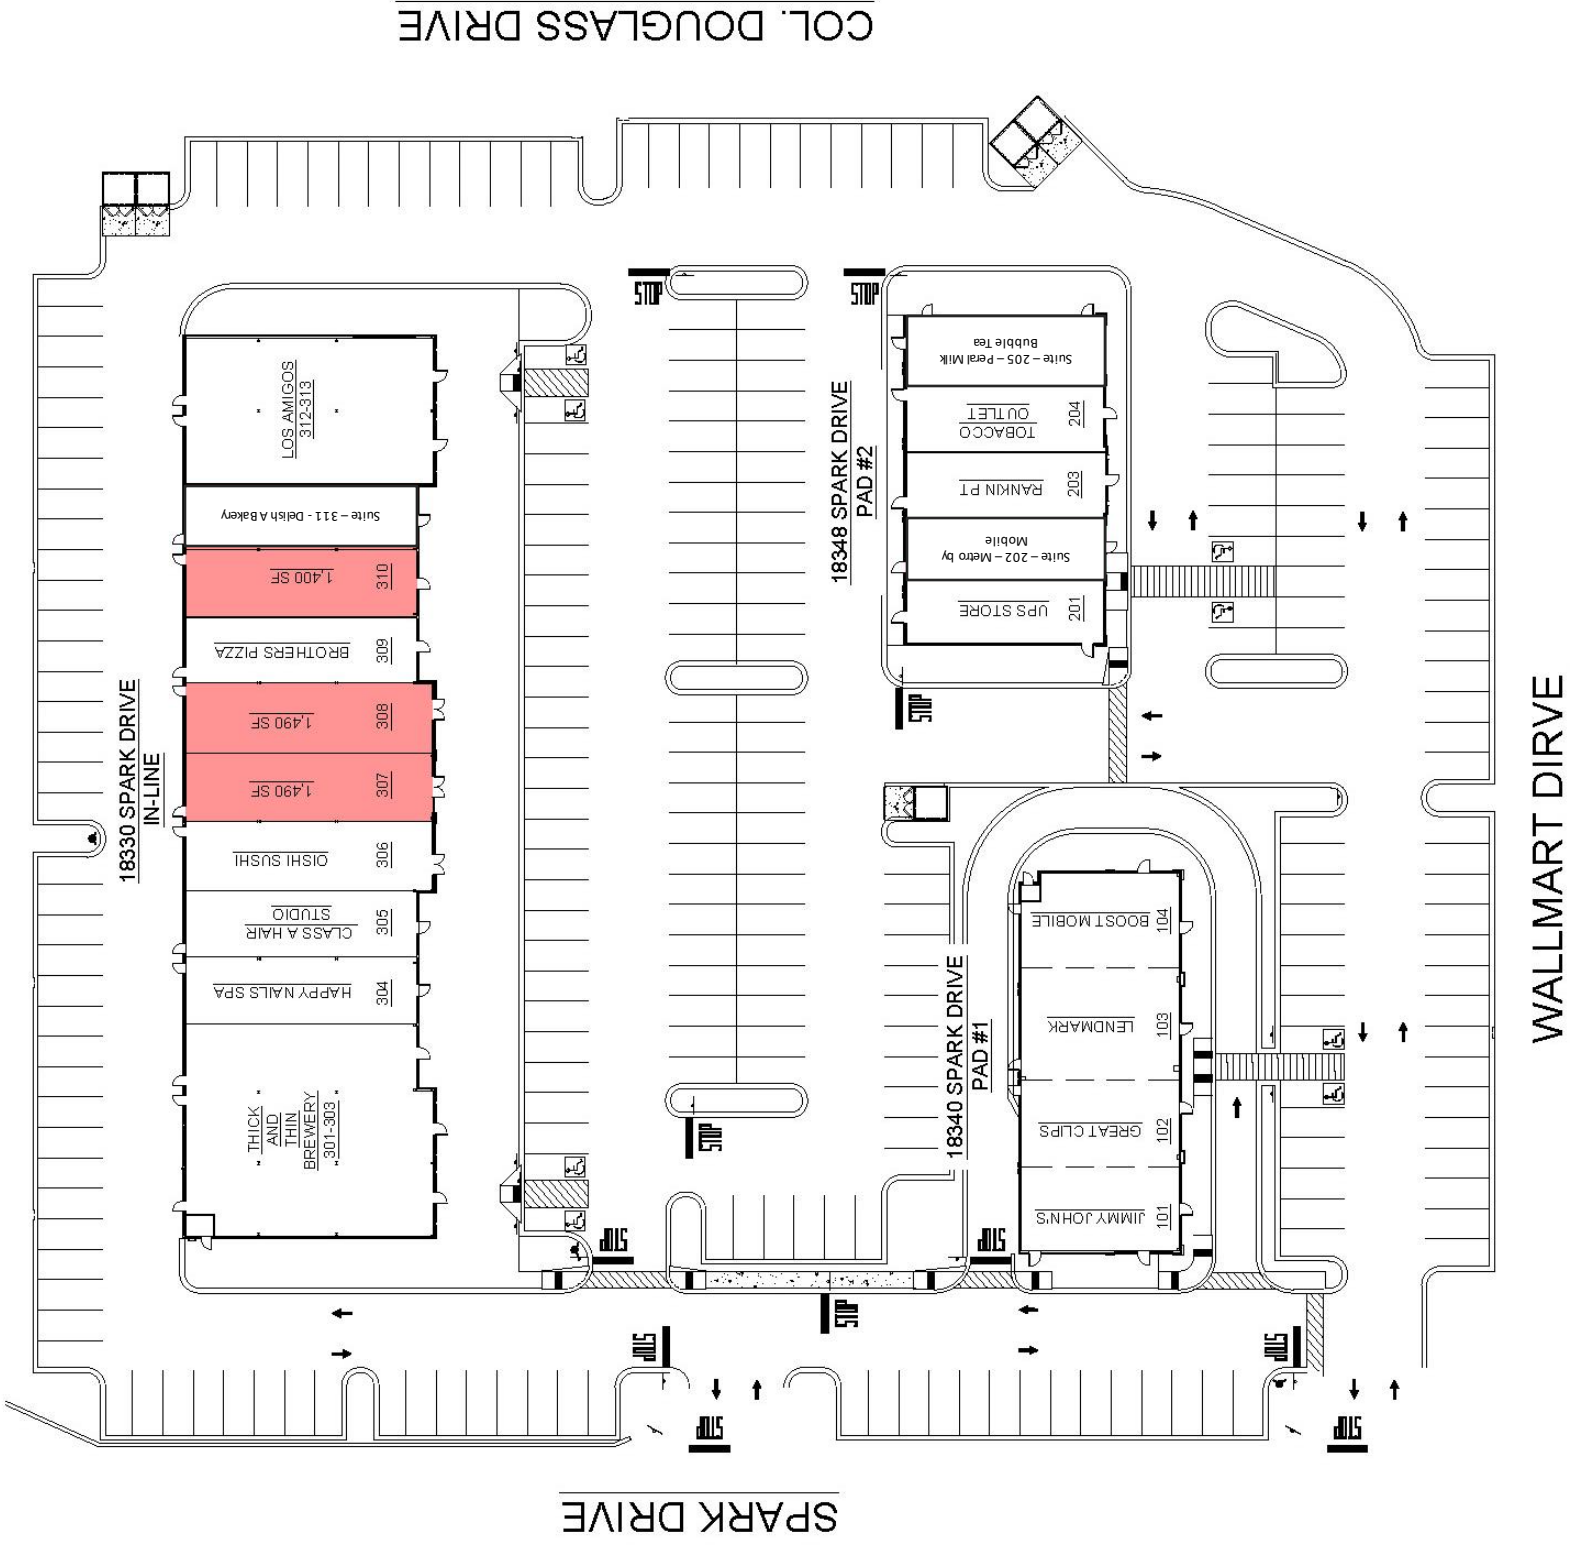 COL. DOUGLASS DRIVE
STOP
STOP
LOS AMIGOS
312-313
Suite – 311 - Delish A Bakery
1,400 SF
310
BROTHERS PIZZA
309
1,490 SF
308
1,490 SF
307
OISHI SUSHI
306
CLASS A HAIR
STUDIO
305
HAPPY NAILS SPA
304
THICK
AND
THIN
BREWERY
301-303
18330 SPARK DRIVE
IN-LINE
18348 SPARK DRIVE
PAD #2
Suite – 205 – Peral Milk
Bubble Tea
TOBACCO
OUTLET
204
RANKIN PT
203
Suite – 202 – Metro by
Mobile
UPS STORE
201
STOP
18340 SPARK DRIVE
PAD #1
BOOST MOBILE
104
LENDMARK
103
GREAT CLIPS
102
JIMMY JOHN'S
101
STOP
STOP
STOP
STOP
STOP
STOP
STOP
STOP
WALLMART DIRVE
SPARK DRIVE